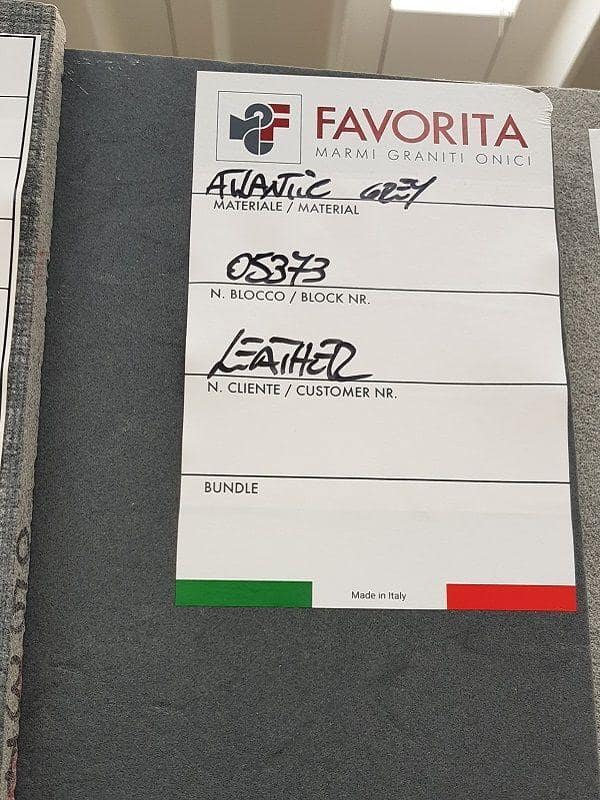 FAVORITA
MARMI GRANITI ONICI
ATLANTIC GREY
MATERIALE / MATERIAL
05373
N. BLOCCO / BLOCK NR.
LEATHER
N. CLIENTE / CUSTOMER NR.
BUNDLE
Made in Italy